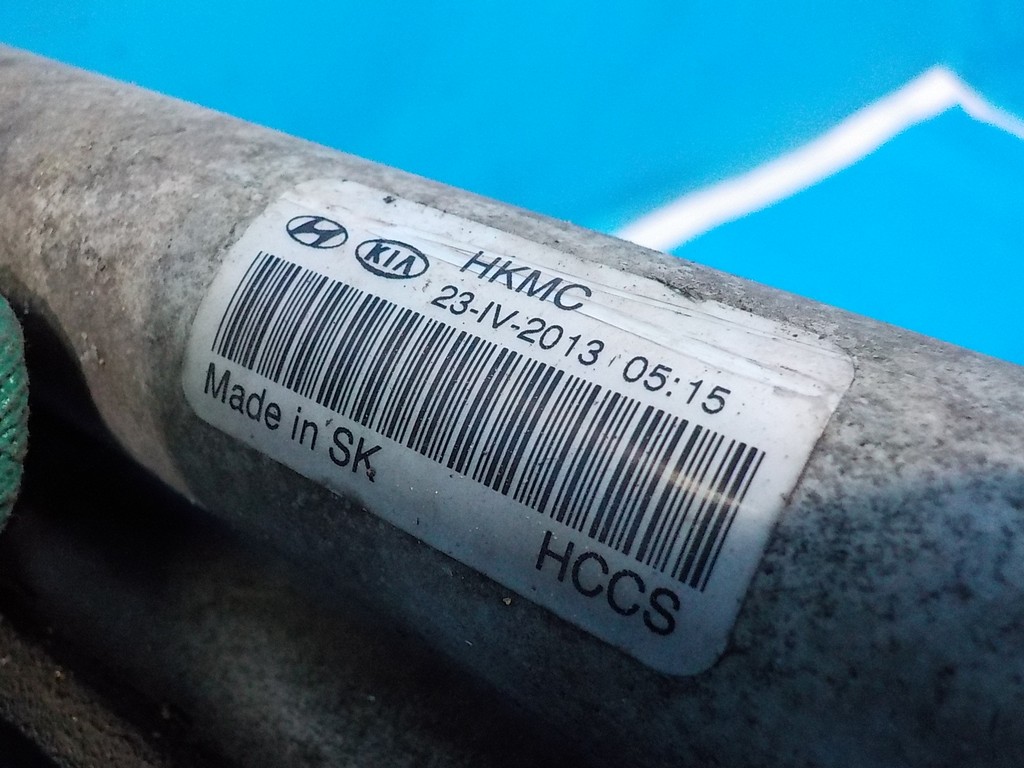 KIA HKMC
23-IV-2013 05:15
Made in SK
HCCS